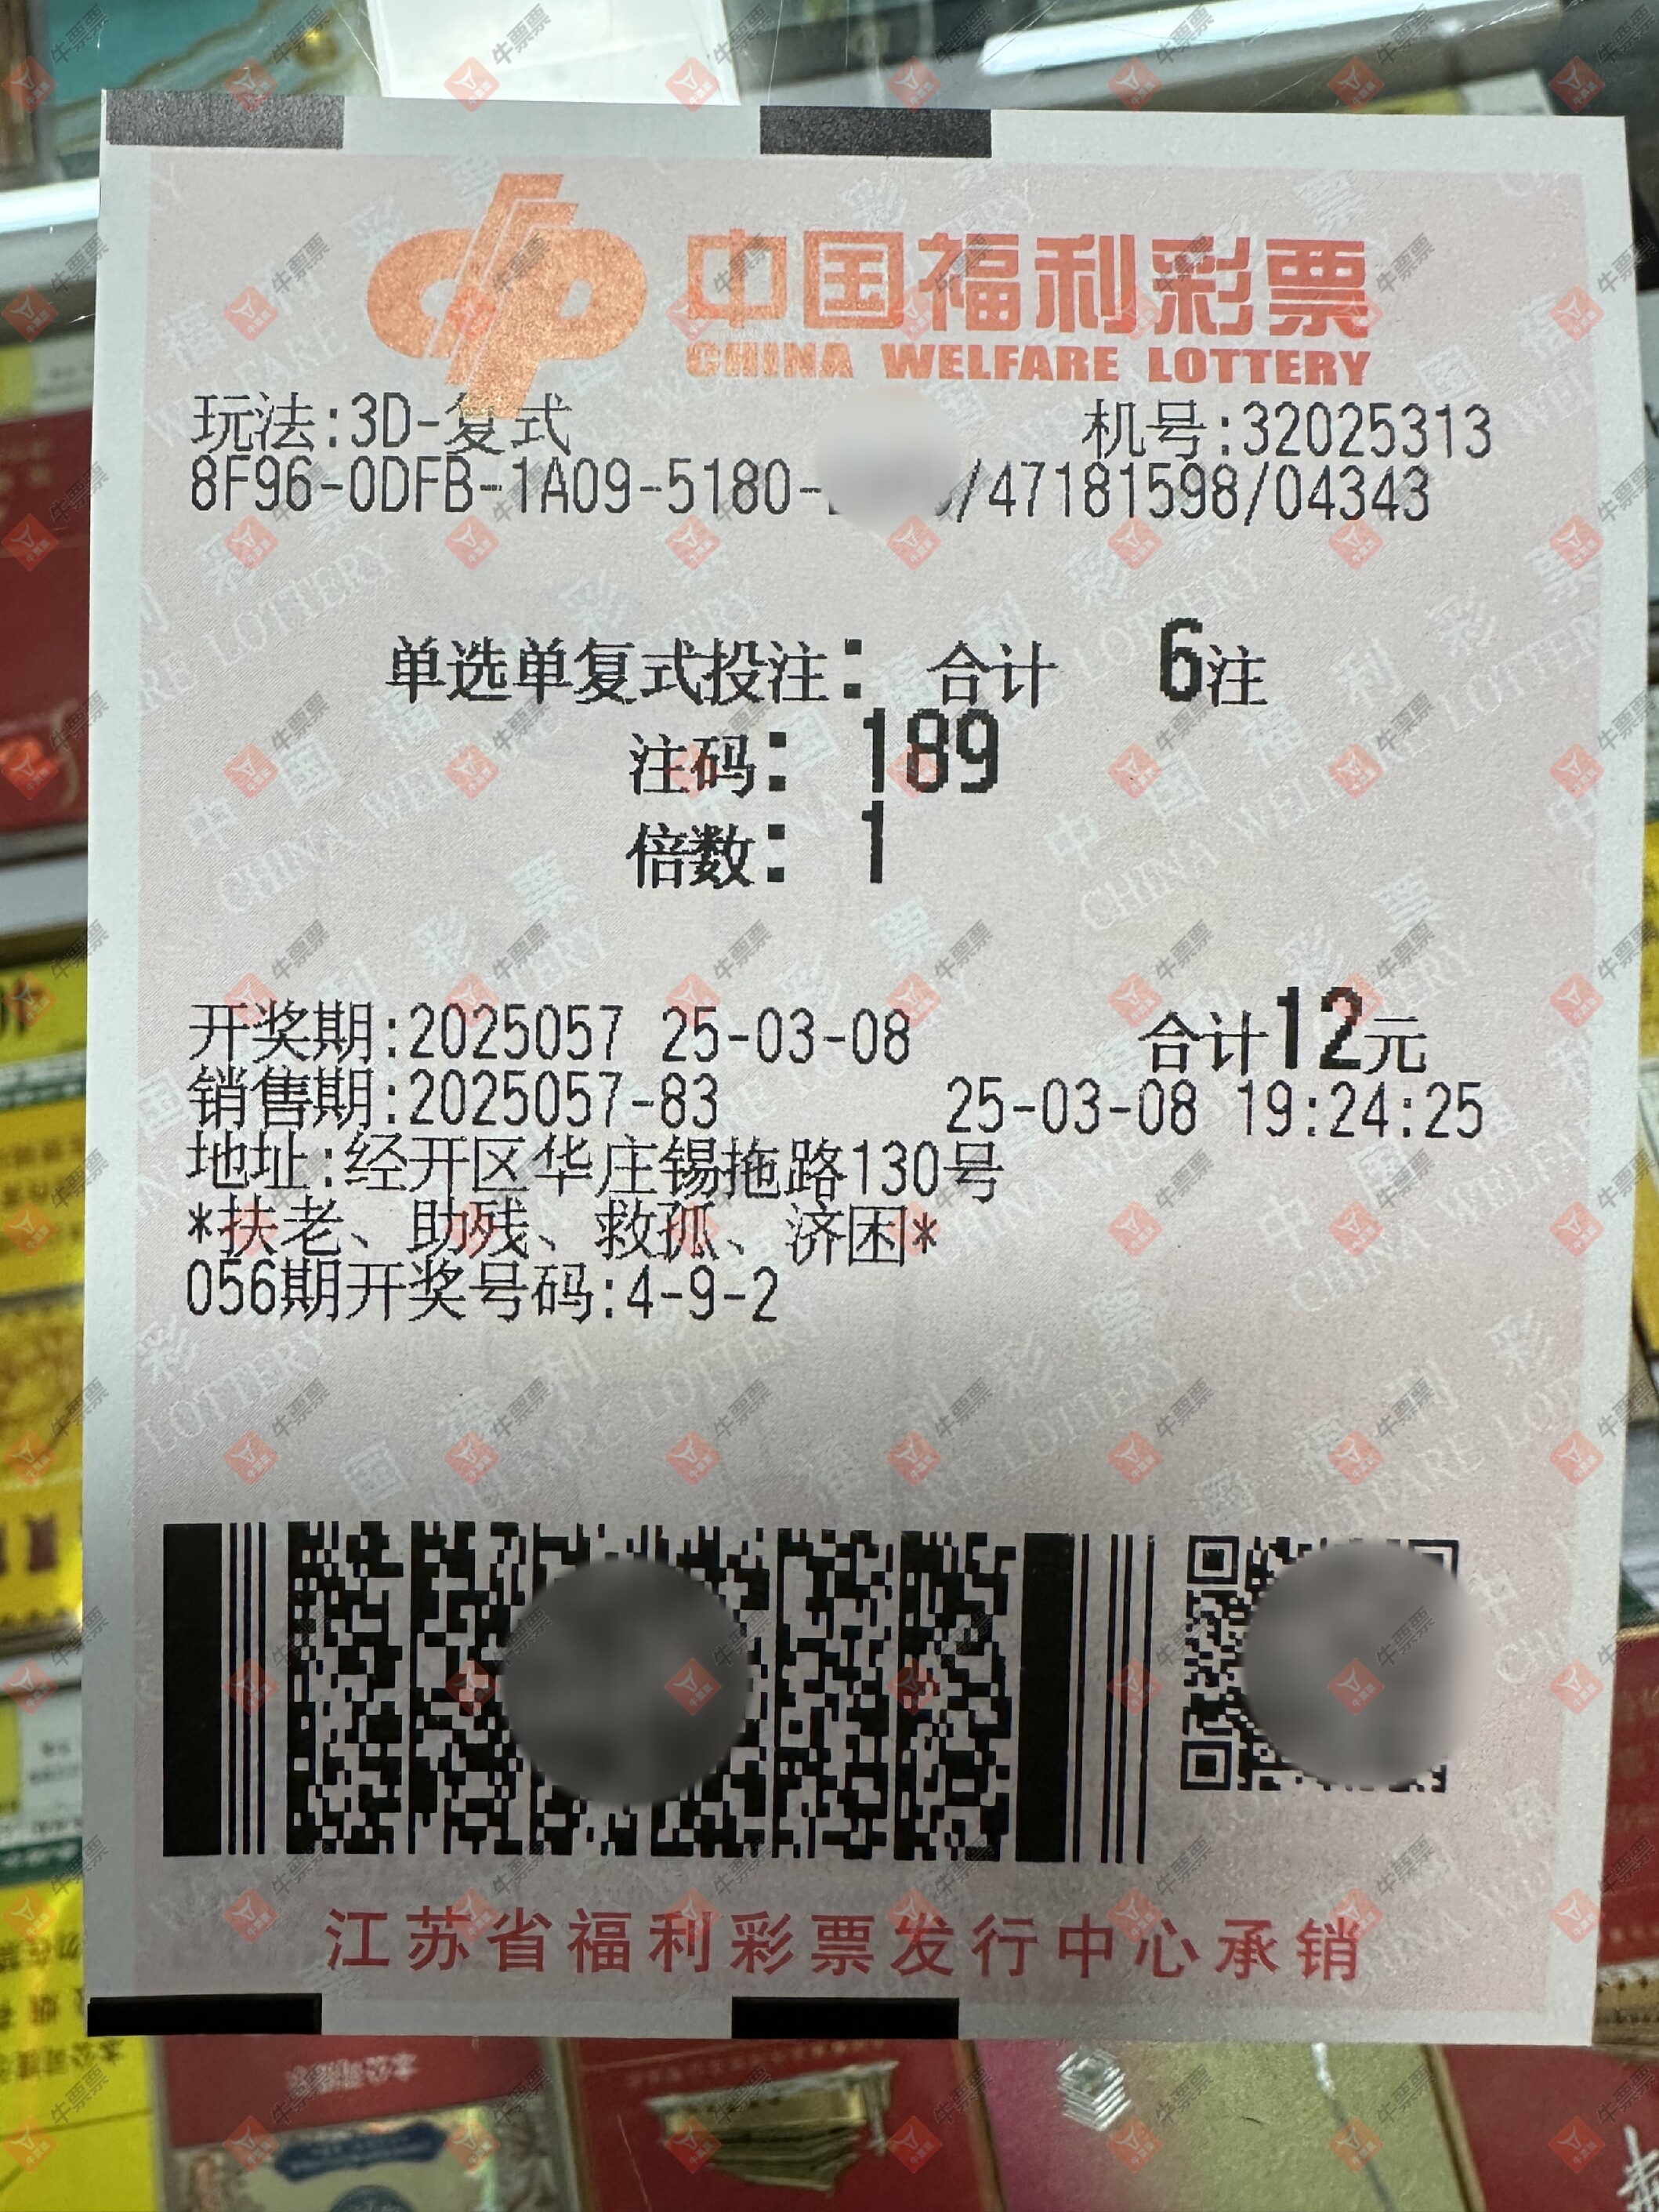 中国福利彩票
CHINA WELFARE LOTTERY
玩法:3D-复式 机号:32025313
8F96-0DFB-1A09-5180- /47181598/04343
单选单复式投注: 合计 6注
注码: 189
倍数: 1
开奖期:2025057 25-03-08 合计12元
销售期:2025057-83 25-03-08 19:24:25
地址:经开区华庄锡拖路130号
*扶老、助残、救孤、济困*
056期开奖号码:4-9-2
江苏省福利彩票发行中心承销
牛票票